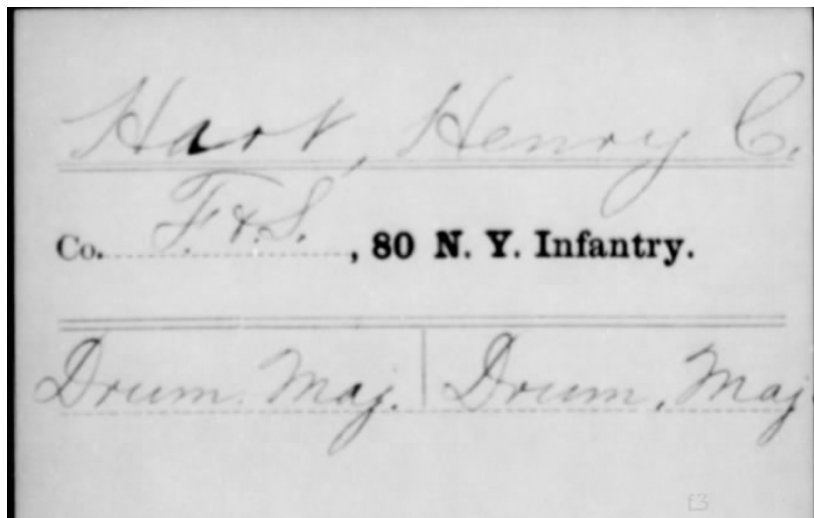 Hart, Henry C.
Co. F. & S. , 80 N. Y. Infantry.
Drum. Maj. | Drum. Maj.